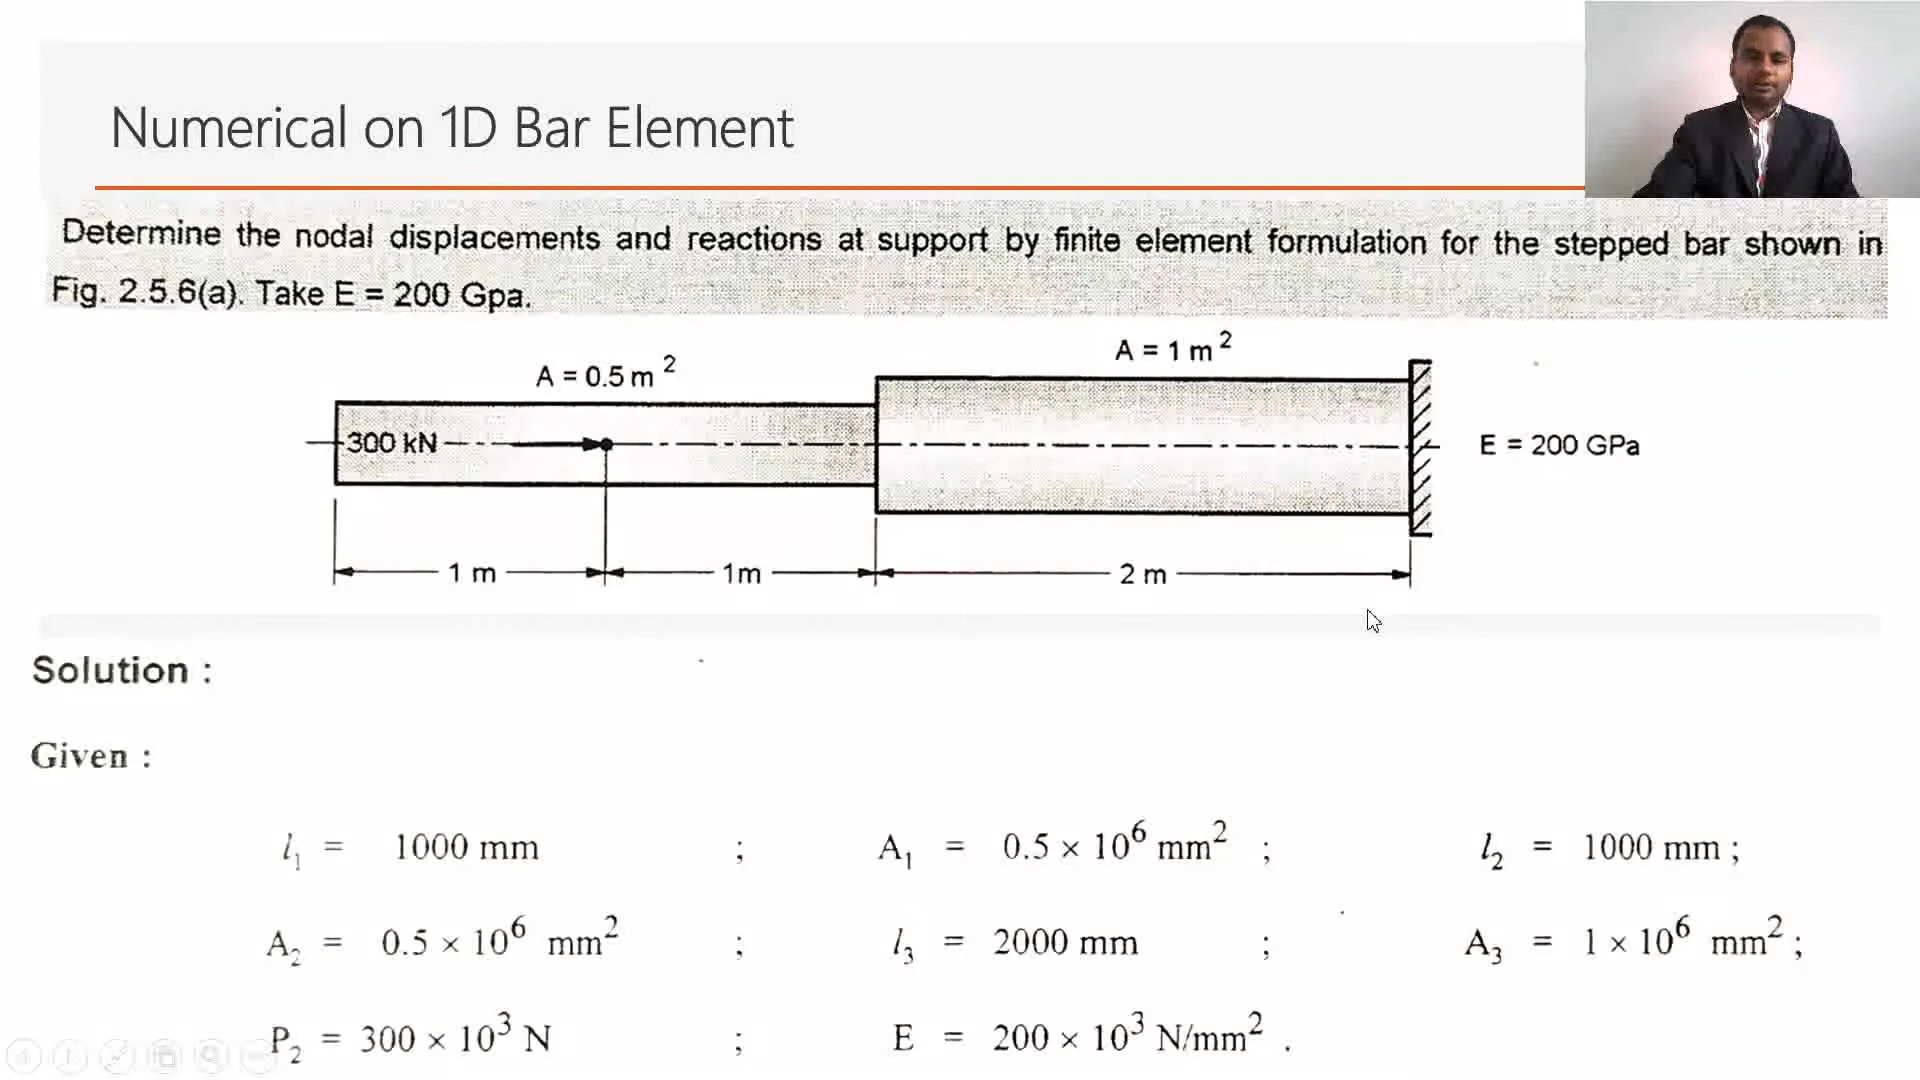 Numerical on 1D Bar Element
Determine the nodal displacements and reactions at support by finite element formulation for the stepped bar shown in
Fig. 2.5.6(a). Take E = 200 Gpa.
A = 0.5 m²
A = 1 m²
300 kN
E = 200 GPa
1 m
1m
2 m
Solution :
Given :
l₁ = 1000 mm ; A₁ = 0.5 × 10⁶ mm² ; l₂ = 1000 mm ;
A₂ = 0.5 × 10⁶ mm² ; l₃ = 2000 mm ; A₃ = 1 × 10⁶ mm² ;
P₂ = 300 × 10³ N ; E = 200 × 10³ N/mm² .